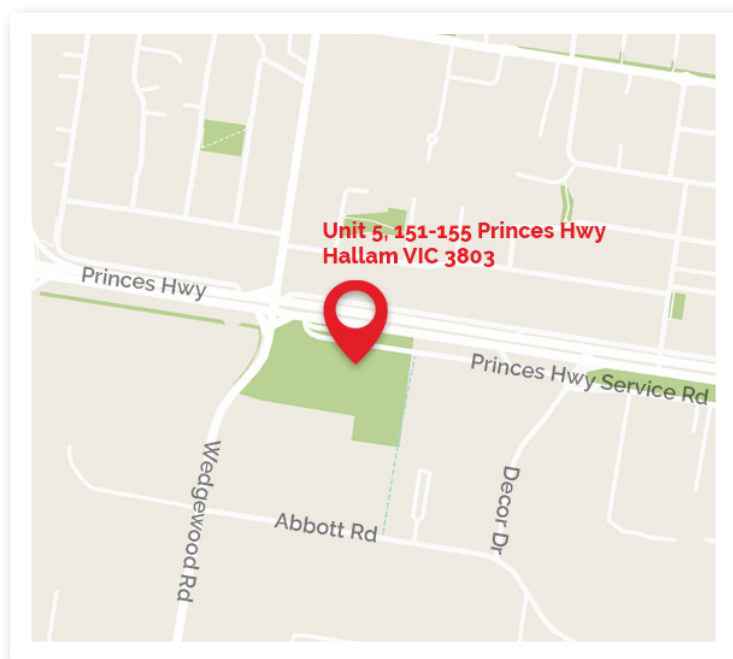 Unit 5, 151-155 Princes Hwy
Hallam VIC 3803
Princes Hwy
Princes Hwy Service Rd
Wedgewood Rd
Decor Dr
Abbott Rd